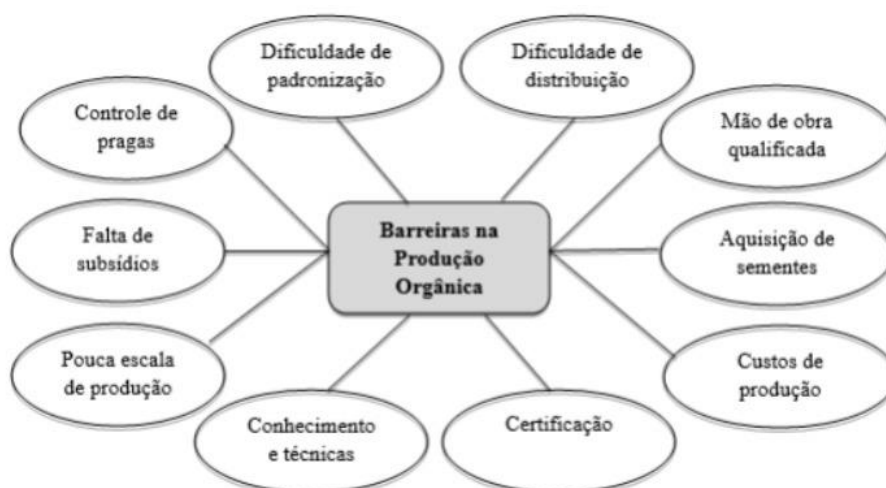 Dificuldade de
padronização
Dificuldade de
distribuição
Controle de
pragas
Mão de obra
qualificada
Barreiras na
Produção
Orgânica
Falta de
subsídios
Aquisição de
sementes
Pouca escala
de produção
Custos de
produção
Conhecimento
e técnicas
Certificação